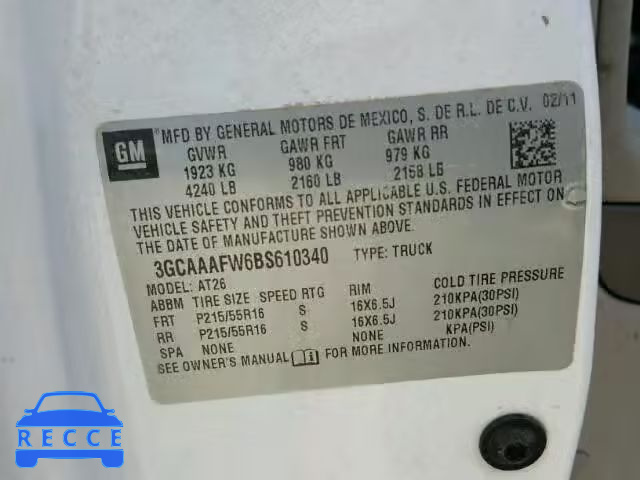 GM
MFD BY GENERAL MOTORS DE MEXICO, S. DE R.L. DE C.V. 02/11
GVWR GAWR FRT GAWR RR
1923 KG 980 KG 979 KG
4240 LB 2160 LB 2158 LB
THIS VEHICLE CONFORMS TO ALL APPLICABLE U.S. FEDERAL MOTOR
VEHICLE SAFETY AND THEFT PREVENTION STANDARDS IN EFFECT ON
THE DATE OF MANUFACTURE SHOWN ABOVE.
3GCAAAFW6BS610340 TYPE: TRUCK
MODEL: AT26
ABBM TIRE SIZE SPEED RTG RIM COLD TIRE PRESSURE
FRT P215/55R16 S 16X6.5J 210KPA(30PSI)
RR P215/55R16 S 16X6.5J 210KPA(30PSI)
SPA NONE NONE KPA(PSI)
SEE OWNER'S MANUAL FOR MORE INFORMATION.
RECCE